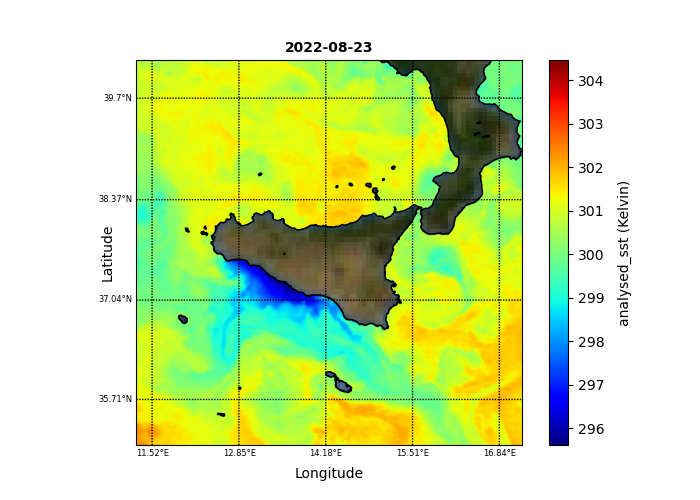 2022-08-23
39.7°N
38.37°N
37.04°N
35.71°N
Latitude
11.52°E 12.85°E 14.18°E 15.51°E 16.84°E
Longitude
304
303
302
301
300
299
298
297
296
analysed_sst (Kelvin)